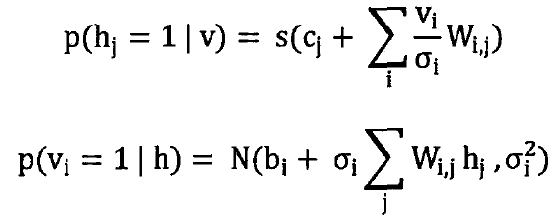 p(hⱼ = 1 | v) = s(cⱼ + ∑ᵢ vᵢ/σᵢ Wᵢ,ⱼ)
p(vᵢ = 1 | h) = N(bᵢ + σᵢ ∑ⱼ Wᵢ,ⱼ hⱼ , σᵢ²)